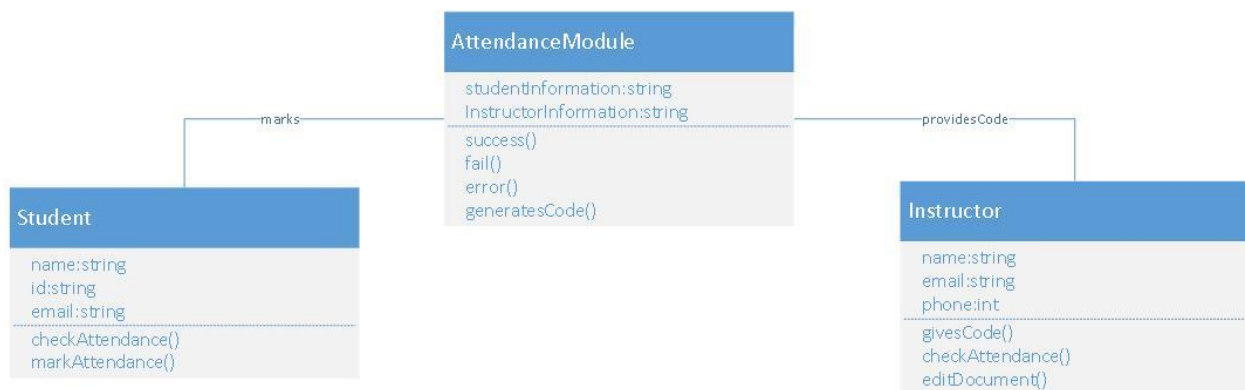 AttendanceModule
studentInformation:string
InstructorInformation:string
success()
fail()
error()
generatesCode()
marks
providesCode
Student
name:string
id:string
email:string
checkAttendance()
markAttendance()
Instructor
name:string
email:string
phone:int
givesCode()
checkAttendance()
editDocument()